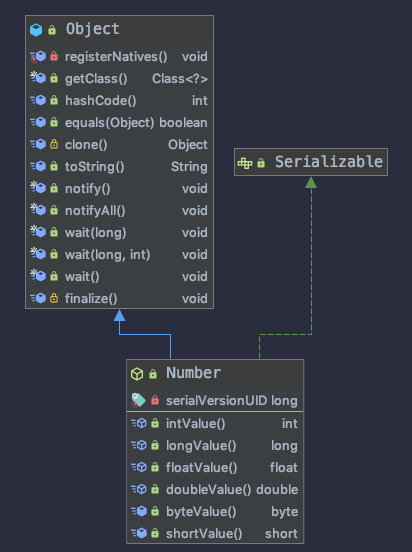 Object
registerNatives() void
getClass() Class<?>
hashCode() int
equals(Object) boolean
clone() Object
toString() String
notify() void
notifyAll() void
wait(long) void
wait(long, int) void
wait() void
finalize() void
Serializable
Number
serialVersionUID long
intValue() int
longValue() long
floatValue() float
doubleValue() double
byteValue() byte
shortValue() short